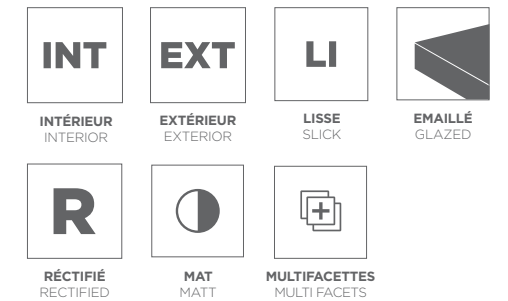 INT EXT LI
INTÉRIEUR EXTÉRIEUR LISSE EMAILLÉ
INTERIOR EXTERIOR SLICK GLAZED
R
RÉCTIFIÉ MAT MULTIFACETTES
RECTIFIED MATT MULTI FACETS